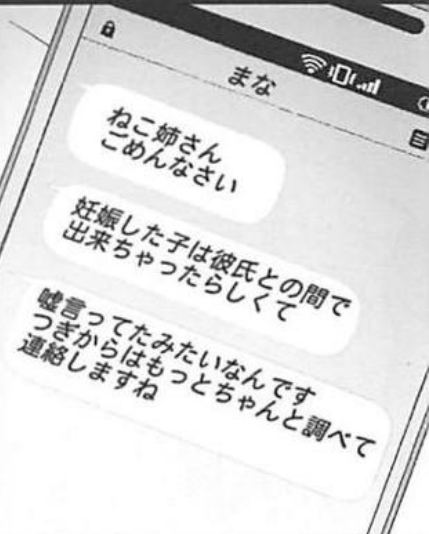 まな
ねこ姉さん
ごめんなさい
妊娠した子は彼氏との間で
出来ちゃったらしくて
嘘言ってたみたいなんです
つぎからはもっとちゃんと調べて
連絡しますね